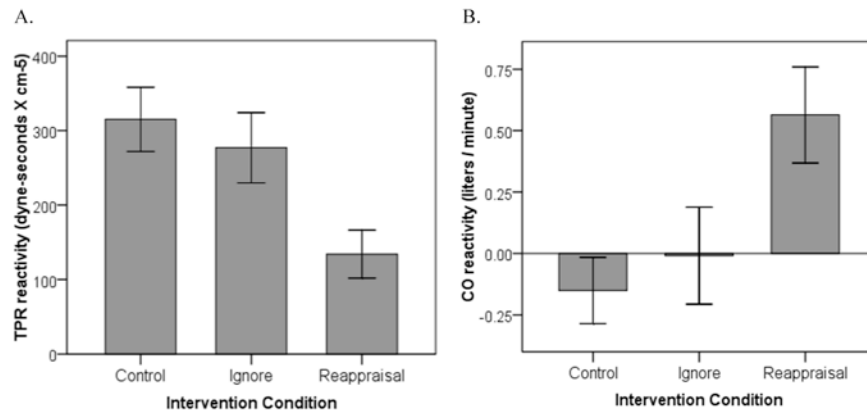 A.
TPR reactivity (dyne-seconds X cm-5)
400
300
200
100
0
Control Ignore Reappraisal
Intervention Condition
B.
CO reactivity (liters / minute)
0.75
0.50
0.25
0.00
-0.25
Control Ignore Reappraisal
Intervention Condition